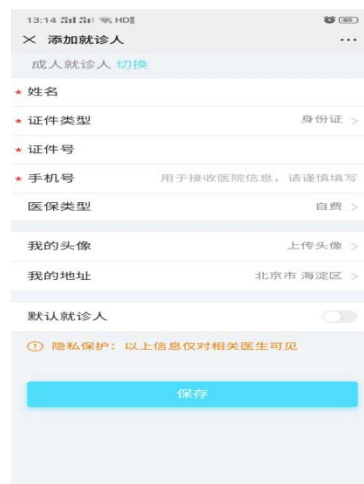 13:14 HD
添加就诊人
成人就诊人 切换
* 姓名
* 证件类型 身份证 >
* 证件号
* 手机号 用于接收医院信息，请谨慎填写
医保类型 自费 >
我的头像 上传头像 >
我的地址 北京市 海淀区 >
默认就诊人
隐私保护：以上信息仅对相关医生可见
保存